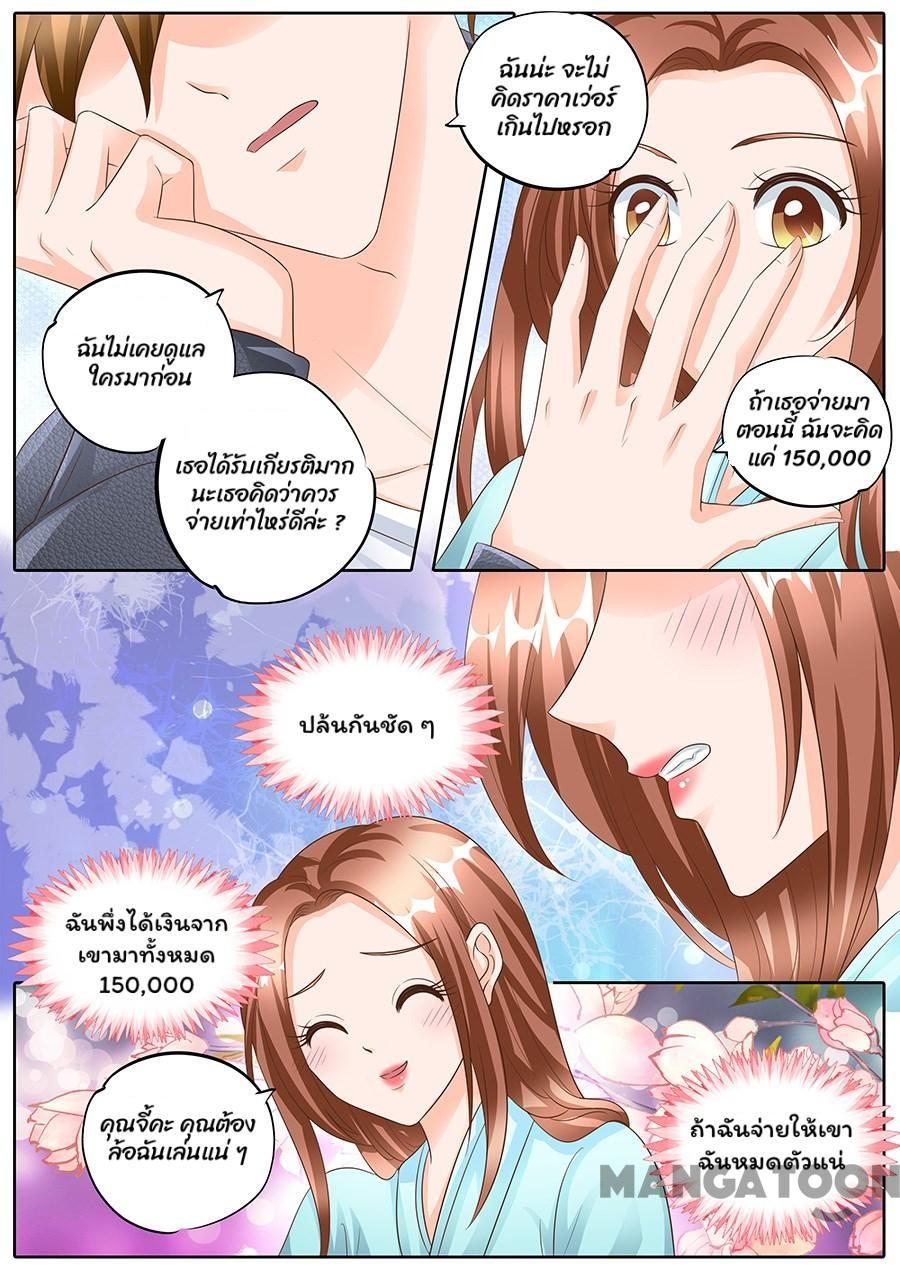 ฉันไม่เคยดูแล
ใครมาก่อน
เธอได้รับเกียรติมาก
นะเธอคิดว่าควร
จ่ายเท่าไหร่ดีล่ะ ?
ฉันน่ะ จะไม่
คิดราคาเว่อร์
เกินไปหรอก
ถ้าเธอจ่ายมา
ตอนนี้ ฉันจะคิด
แค่ 150,000
ปล้นกันชัด ๆ
ฉันพึ่งได้เงินจาก
เขามาทั้งหมด
150,000
คุณจี้คะ คุณต้อง
ล้อฉันเล่นแน่ ๆ
ถ้าฉันจ่ายให้เขา
ฉันหมดตัวแน่
MANGATOON